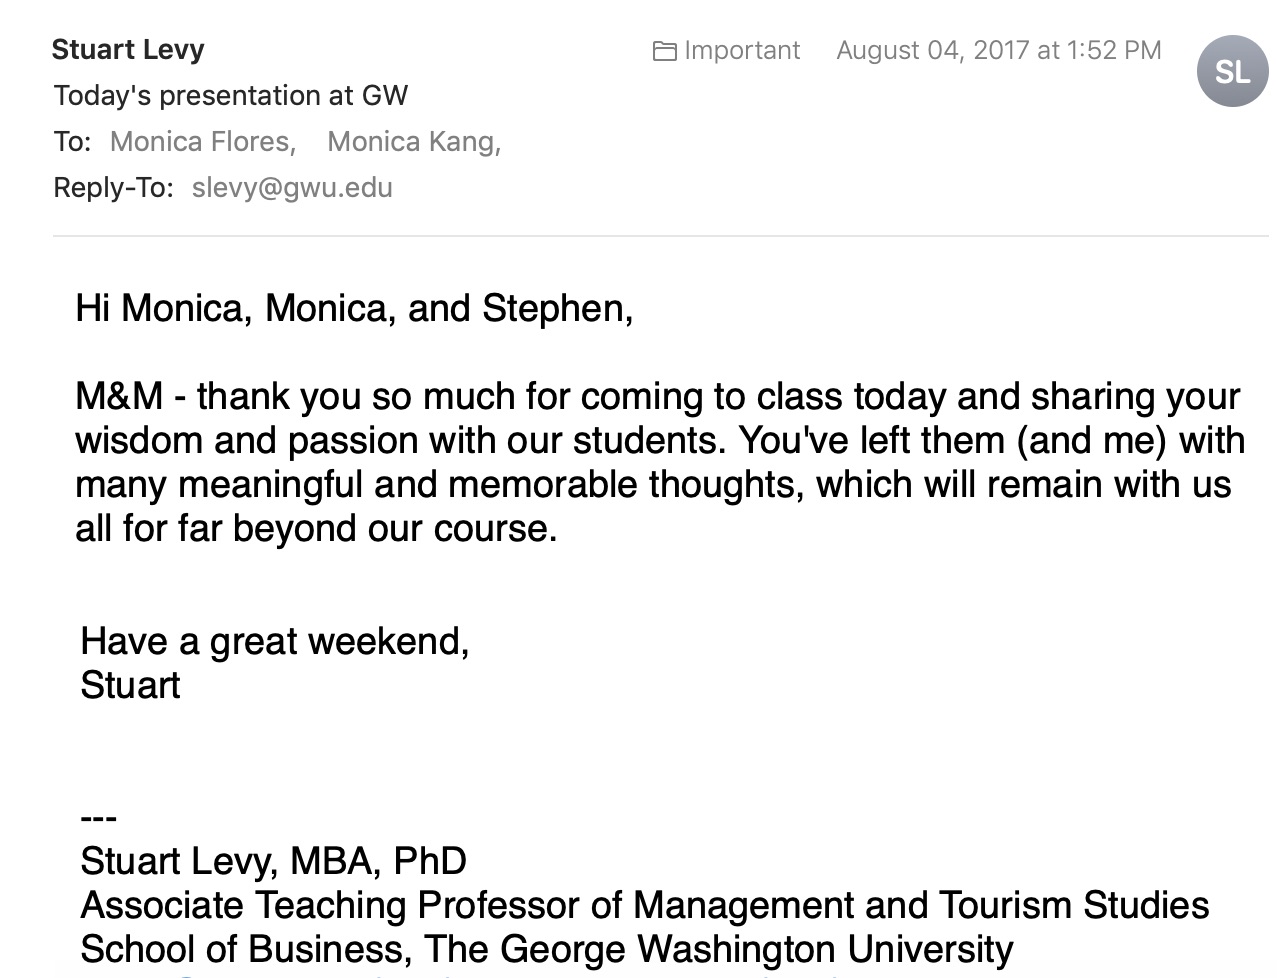 Stuart Levy
Important
August 04, 2017 at 1:52 PM
SL
Today's presentation at GW
To: Monica Flores, Monica Kang,
Reply-To: slevy@gwu.edu
Hi Monica, Monica, and Stephen,
M&M - thank you so much for coming to class today and sharing your
wisdom and passion with our students. You've left them (and me) with
many meaningful and memorable thoughts, which will remain with us
all for far beyond our course.
Have a great weekend,
Stuart
---
Stuart Levy, MBA, PhD
Associate Teaching Professor of Management and Tourism Studies
School of Business, The George Washington University